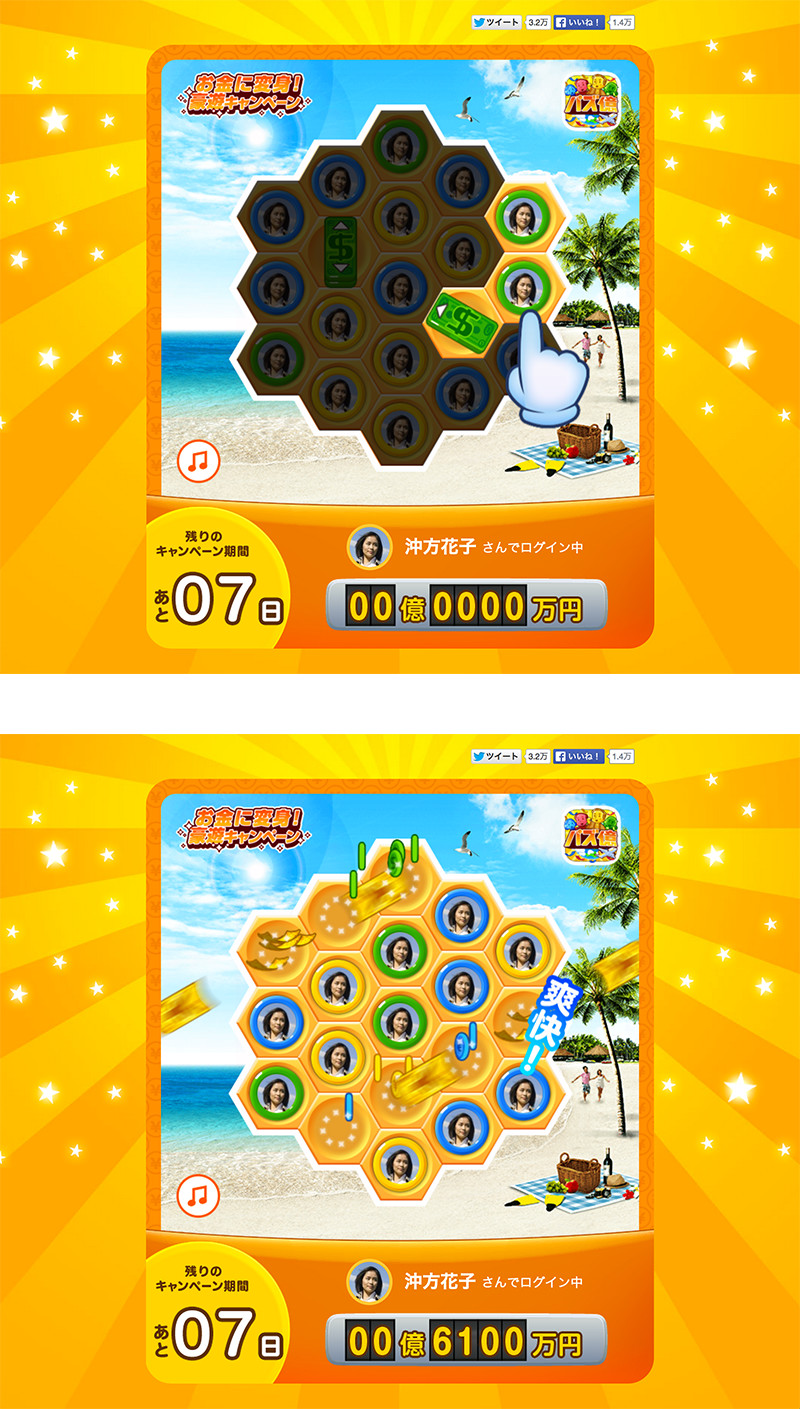 ツイート 3.2万 いいね！ 1.4万
お金に変身！
豪遊キャンペーン
パズ億
$
$
残りの
キャンペーン期間
あと07日
沖方花子 さんでログイン中
00億0000万円
ツイート 3.2万 いいね！ 1.4万
お金に変身！
豪遊キャンペーン
パズ億
爽快！
残りの
キャンペーン期間
あと07日
沖方花子 さんでログイン中
00億6100万円